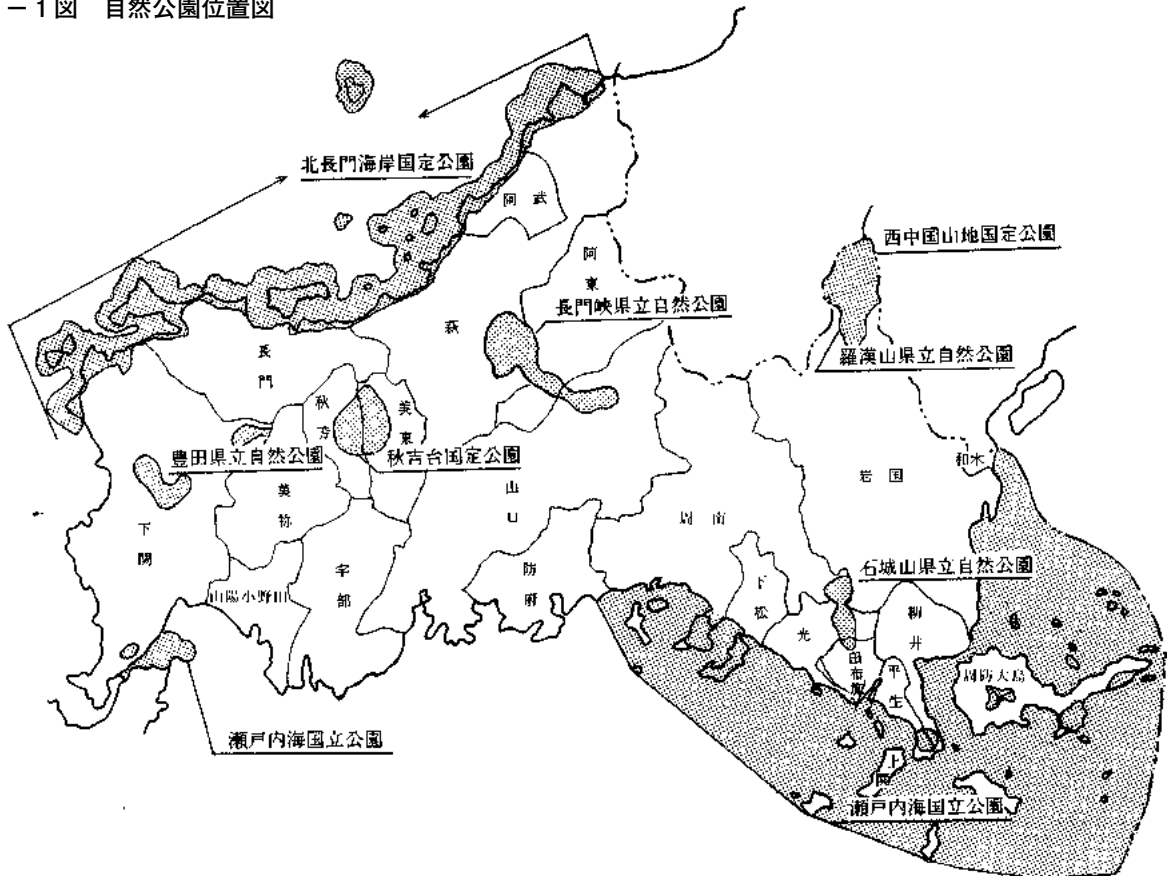 －1図 自然公園位置図
北長門海岸国定公園
阿武
西中国山地国定公園
阿東
長門峡県立自然公園
萩
羅漢山県立自然公園
長門
秋芳
美東
豊田県立自然公園
秋吉台国定公園
和木
岩国
美祢
山口
周南
下関
石城山県立自然公園
防府
下松
宇部
山陽小野田
光
柳井
田布施
平生
周防大島
瀬戸内海国立公園
上関
瀬戸内海国立公園